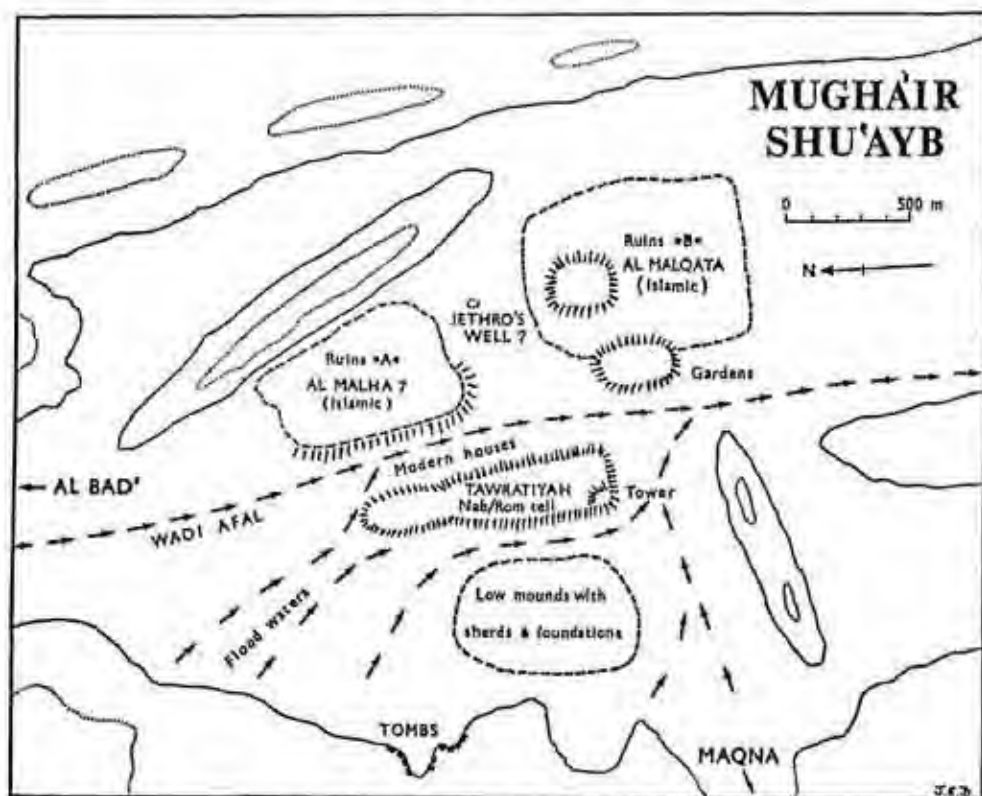 MUGHA'IR
SHU'AYB
0 500 m
N
Ruins "B"
AL MALQATA
(Islamic)
JETHRO'S
WELL ?
Ruins "A"
AL MALHA ?
(Islamic)
Gardens
Modern houses
AL BAD'
TAWRATIYAH
Nab/Rom tell
Tower
WADI AFAL
Flood waters
Low mounds with
sherds & foundations
TOMBS
MAQNA